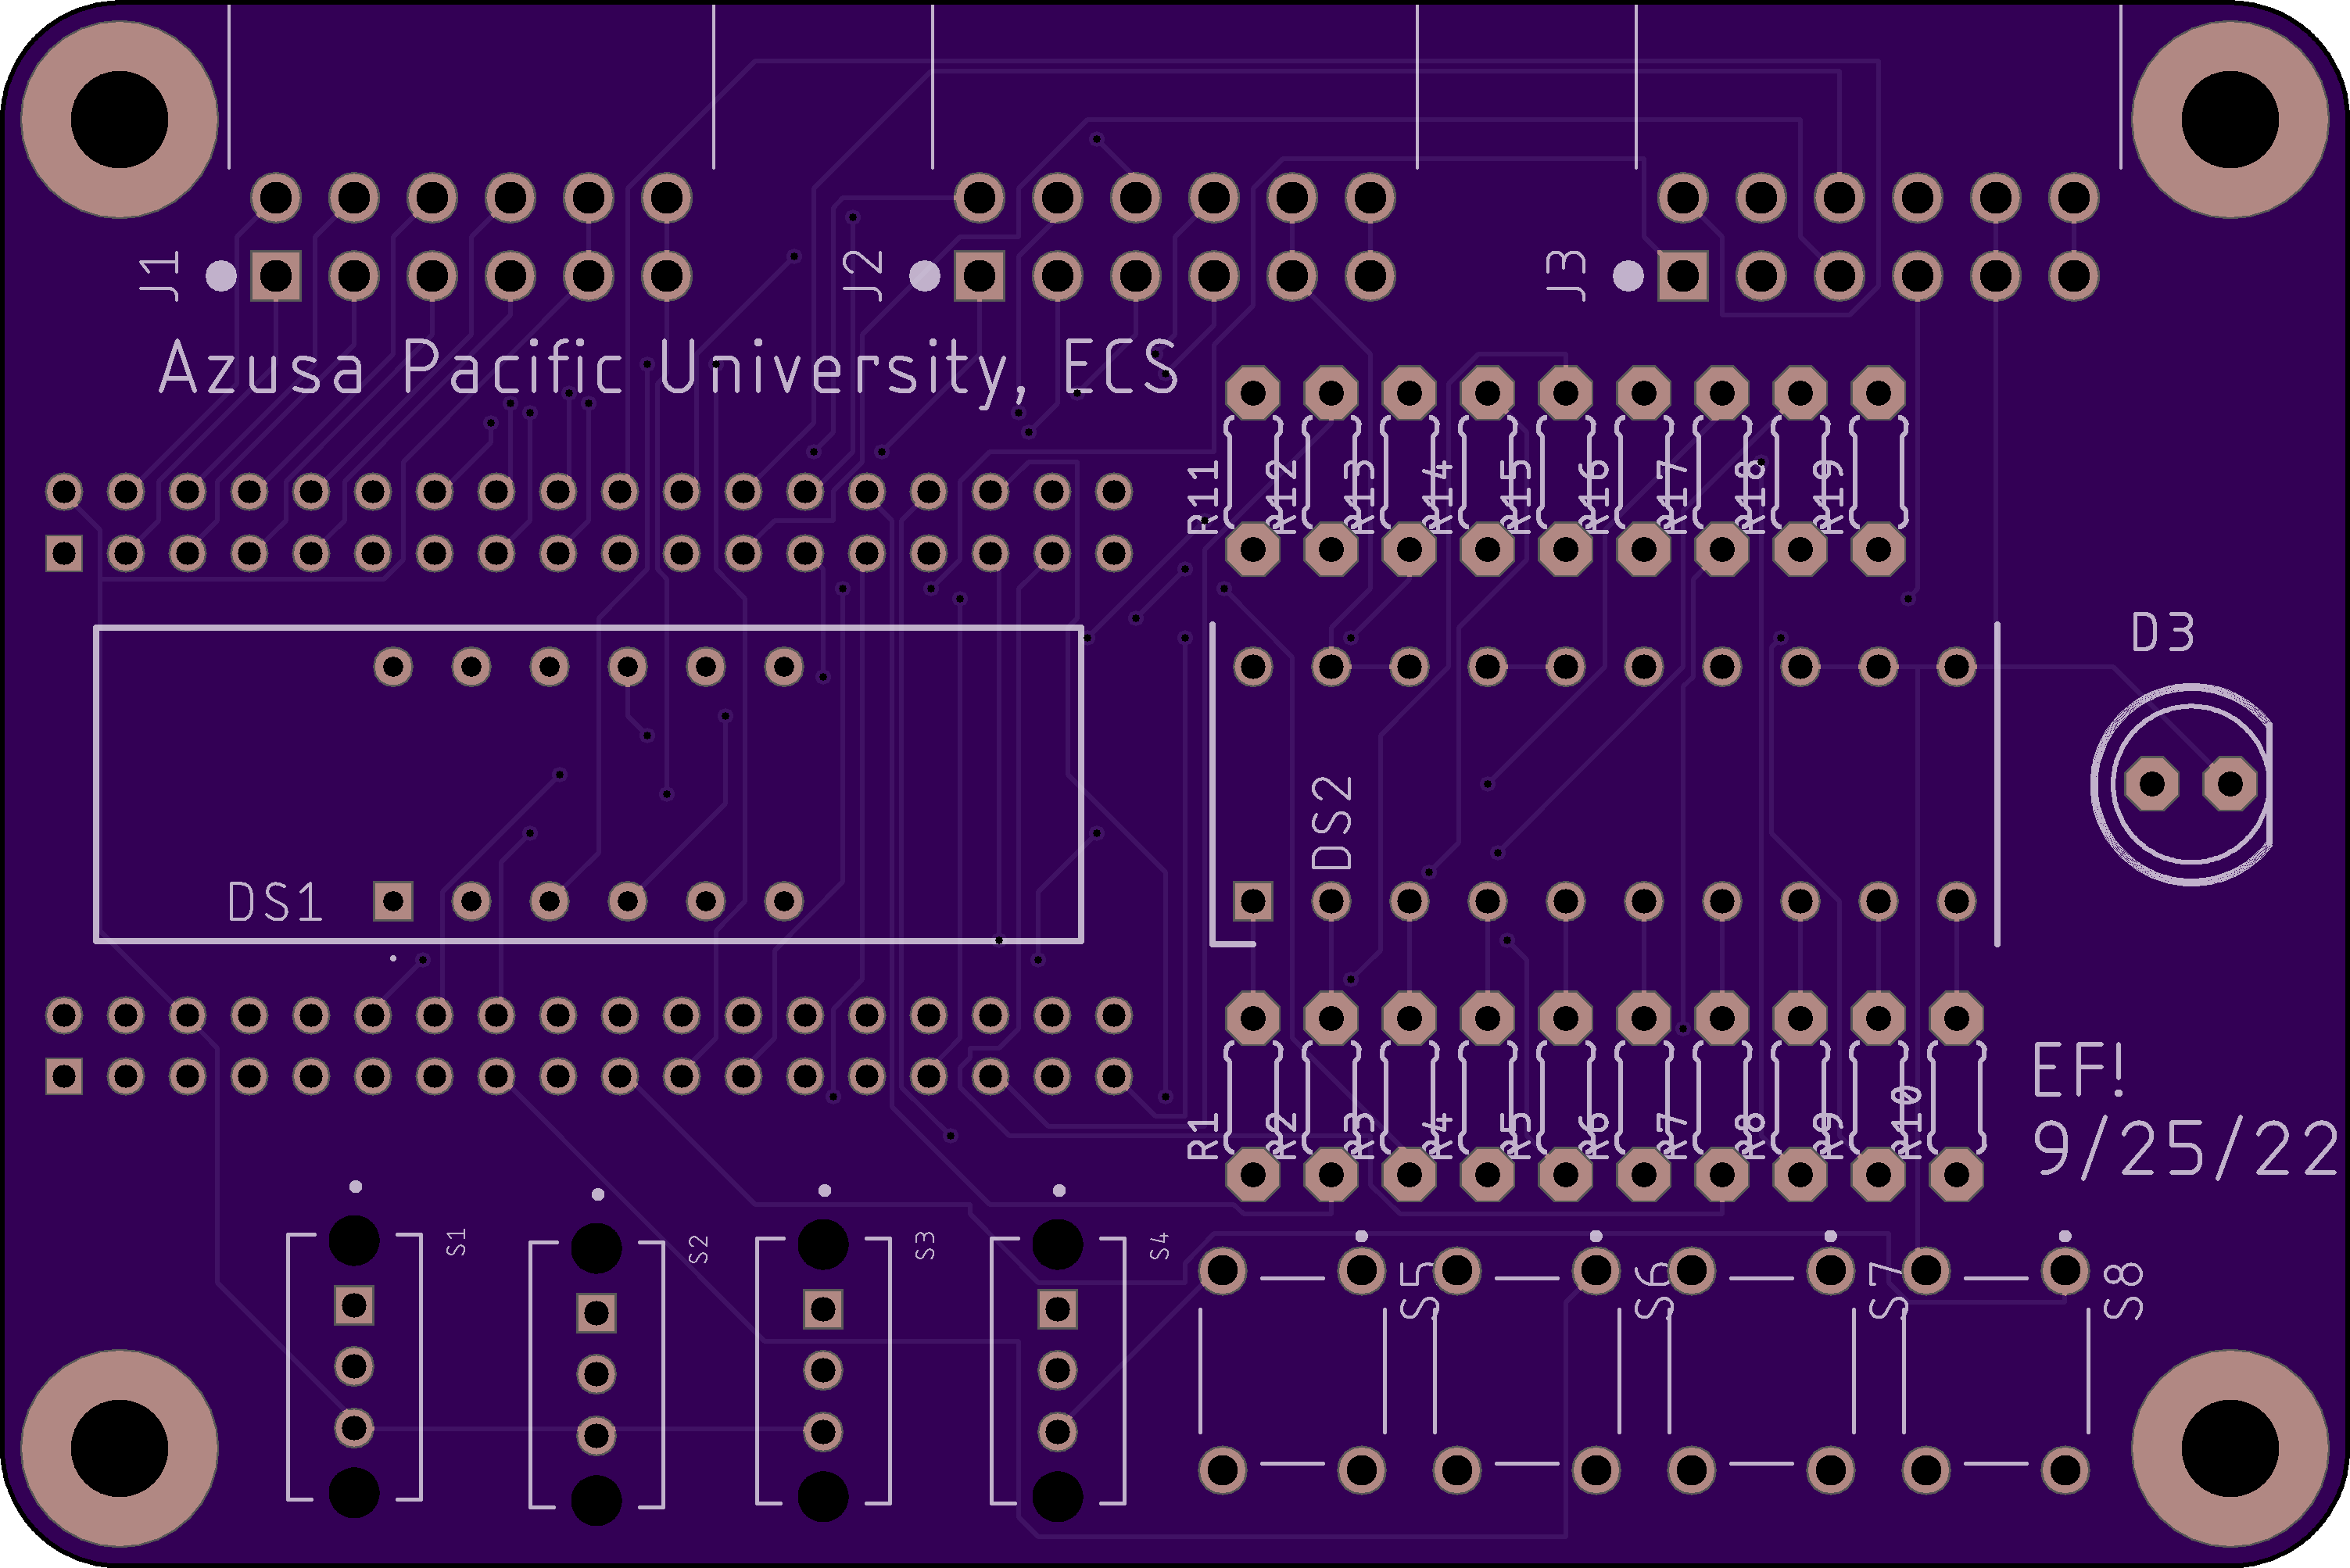 J1
J2
J3
Azusa Pacific University, ECS
R11
R12
R13
R14
R15
R16
R17
R18
R19
D3
DS1
DS2
EF!
9/25/22
R1
R2
R3
R4
R5
R6
R7
R8
R9
R10
S1
S2
S3
S4
S5
S6
S7
S8